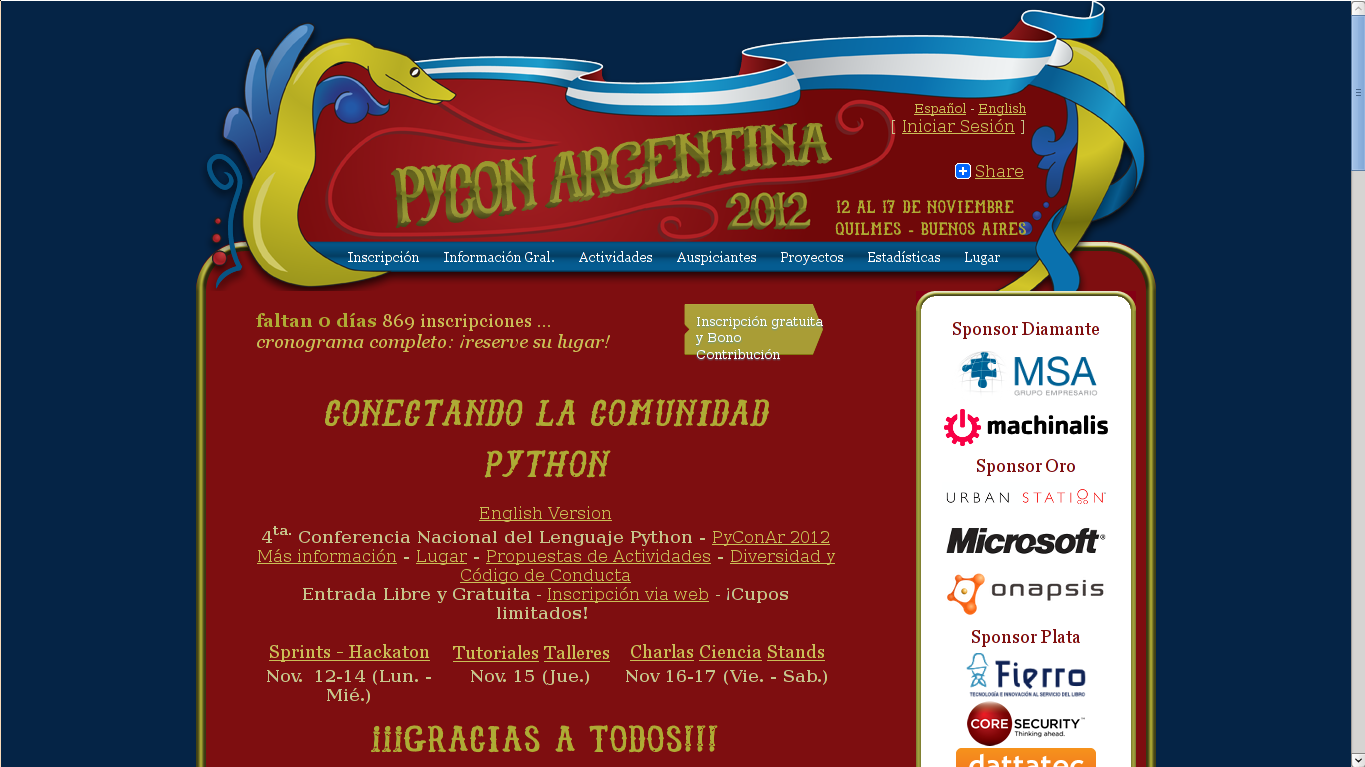 Español - English
[ Iniciar Sesión ]
Share
PYCON ARGENTINA
2012
12 AL 17 DE NOVIEMBRE
QUILMES - BUENOS AIRES
Inscripción Información Gral. Actividades Auspiciantes Proyectos Estadísticas Lugar
faltan 0 días 869 inscripciones ...
cronograma completo: ¡reserve su lugar!
Inscripción gratuita
y Bono
Contribución
CONECTANDO LA COMUNIDAD
PYTHON
English Version
4ta. Conferencia Nacional del Lenguaje Python - PyConAr 2012
Más información - Lugar - Propuestas de Actividades - Diversidad y
Código de Conducta
Entrada Libre y Gratuita - Inscripción via web - ¡Cupos
limitados!
Sprints - Hackaton Tutoriales Talleres Charlas Ciencia Stands
Nov. 12-14 (Lun. - Nov. 15 (Jue.) Nov 16-17 (Vie. - Sab.)
Mié.)
¡¡¡GRACIAS A TODOS!!!
Sponsor Diamante
MSA
GRUPO EMPRESARIO
machinalis
Sponsor Oro
URBAN STATION
Microsoft®
onapsis
Sponsor Plata
Fierro
TECNOLOGÍA E INNOVACIÓN AL SERVICIO DEL LIBRO
CORE SECURITY™
Thinking ahead.
dattatec